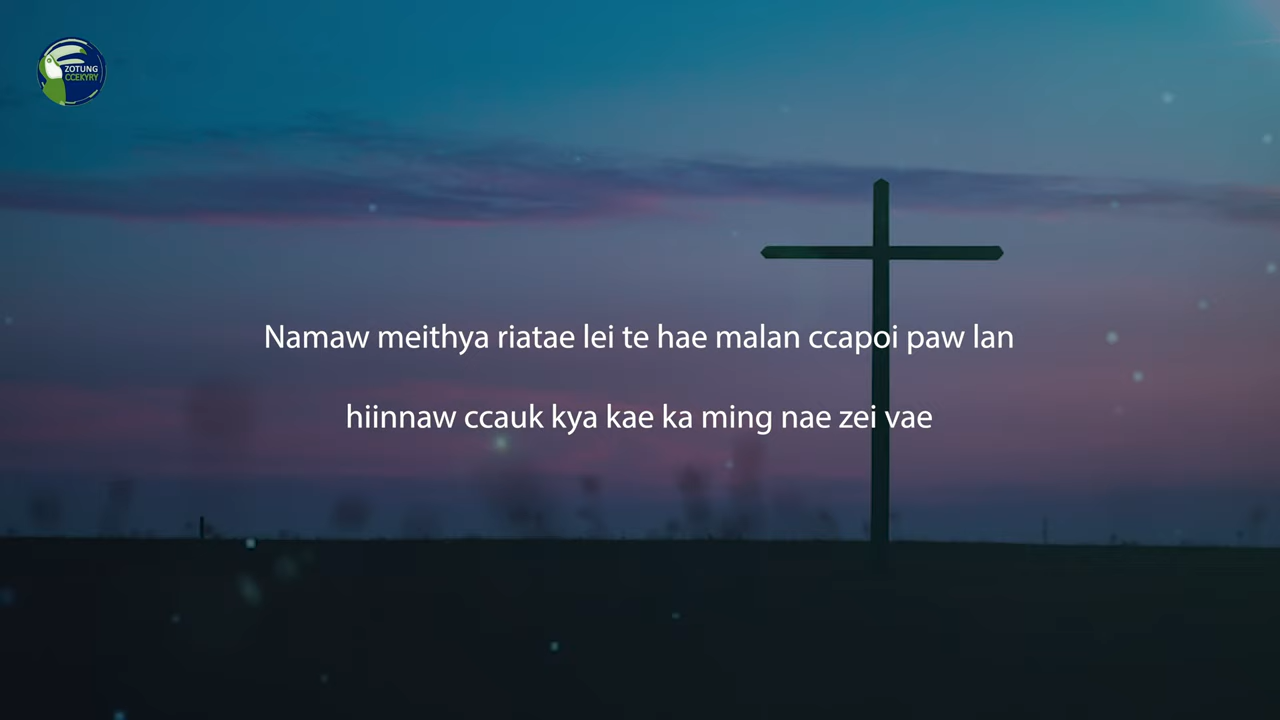 ZOTUNG
CCEKYRY
Namaw meithya riatae lei te hae malan ccapoi paw lan
hiinnaw ccauk kya kae ka ming nae zei vae